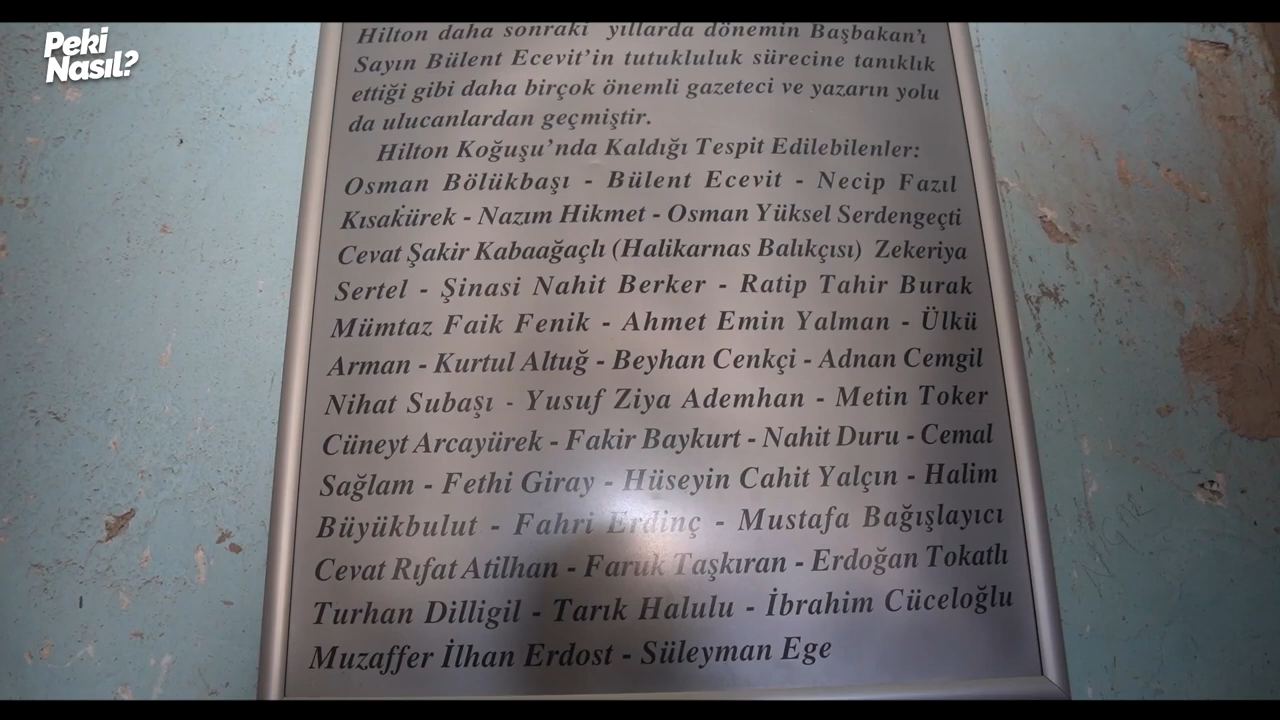 Peki
Nasıl?
Hilton daha sonraki yıllarda dönemin Başbakan'ı
Sayın Bülent Ecevit'in tutukluluk sürecine tanıklık
ettiği gibi daha birçok önemli gazeteci ve yazarın yolu
da ulucanlardan geçmiştir.
Hilton Koğuşu'nda Kaldığı Tespit Edilebilenler:
Osman Bölükbaşı - Bülent Ecevit - Necip Fazıl
Kısakürek - Nazım Hikmet - Osman Yüksel Serdengeçti
Cevat Şakir Kabaağaçlı (Halikarnas Balıkçısı) Zekeriya
Sertel - Şinasi Nahit Berker - Ratip Tahir Burak
Mümtaz Faik Fenik - Ahmet Emin Yalman - Ülkü
Arman - Kurtul Altuğ - Beyhan Cenkçi - Adnan Cemgil
Nihat Subaşı - Yusuf Ziya Ademhan - Metin Toker
Cüneyt Arcayürek - Fakir Baykurt - Nahit Duru - Cemal
Sağlam - Fethi Giray - Hüseyin Cahit Yalçın - Halim
Büyükbulut - Fahri Erdinç - Mustafa Bağışlayıcı
Cevat Rıfat Atilhan - Faruk Taşkıran - Erdoğan Tokatlı
Turhan Dilligil - Tarık Halulu - İbrahim Cüceloğlu
Muzaffer İlhan Erdost - Süleyman Ege